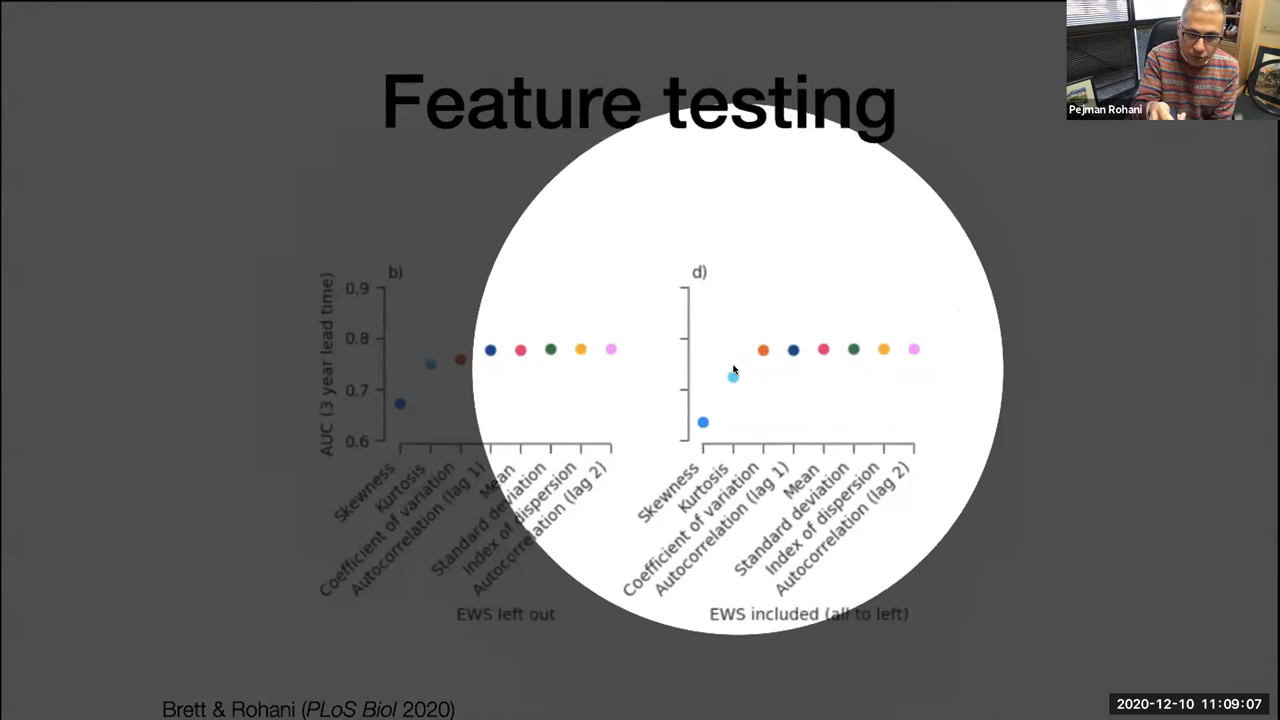 Feature testing
Pejman Rohani
b)
d)
AUC (3 year lead time)
0.9
0.8
0.7
0.6
Skewness
Kurtosis
Coefficient of variation
Autocorrelation (lag 1)
Mean
Standard deviation
Index of dispersion
Autocorrelation (lag 2)
EWS left out
Skewness
Kurtosis
Coefficient of variation
Autocorrelation (lag 1)
Mean
Standard deviation
Index of dispersion
Autocorrelation (lag 2)
EWS included (all to left)
Brett & Rohani (PLoS Biol 2020)
2020-12-10 11:09:07